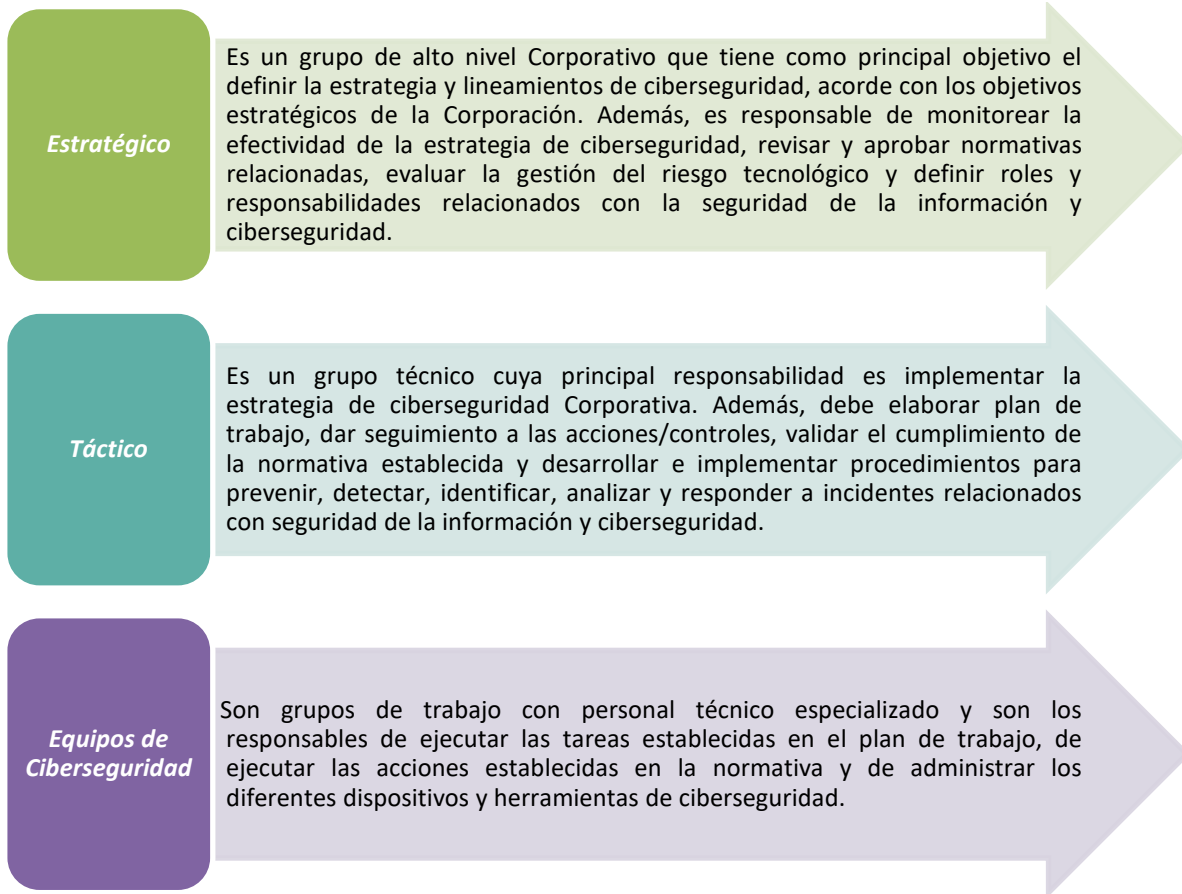 Estratégico
Es un grupo de alto nivel Corporativo que tiene como principal objetivo el
definir la estrategia y lineamientos de ciberseguridad, acorde con los objetivos
estratégicos de la Corporación. Además, es responsable de monitorear la
efectividad de la estrategia de ciberseguridad, revisar y aprobar normativas
relacionadas, evaluar la gestión del riesgo tecnológico y definir roles y
responsabilidades relacionados con la seguridad de la información y
ciberseguridad.
Táctico
Es un grupo técnico cuya principal responsabilidad es implementar la
estrategia de ciberseguridad Corporativa. Además, debe elaborar plan de
trabajo, dar seguimiento a las acciones/controles, validar el cumplimiento de
la normativa establecida y desarrollar e implementar procedimientos para
prevenir, detectar, identificar, analizar y responder a incidentes relacionados
con seguridad de la información y ciberseguridad.
Equipos de
Ciberseguridad
Son grupos de trabajo con personal técnico especializado y son los
responsables de ejecutar las tareas establecidas en el plan de trabajo, de
ejecutar las acciones establecidas en la normativa y de administrar los
diferentes dispositivos y herramientas de ciberseguridad.